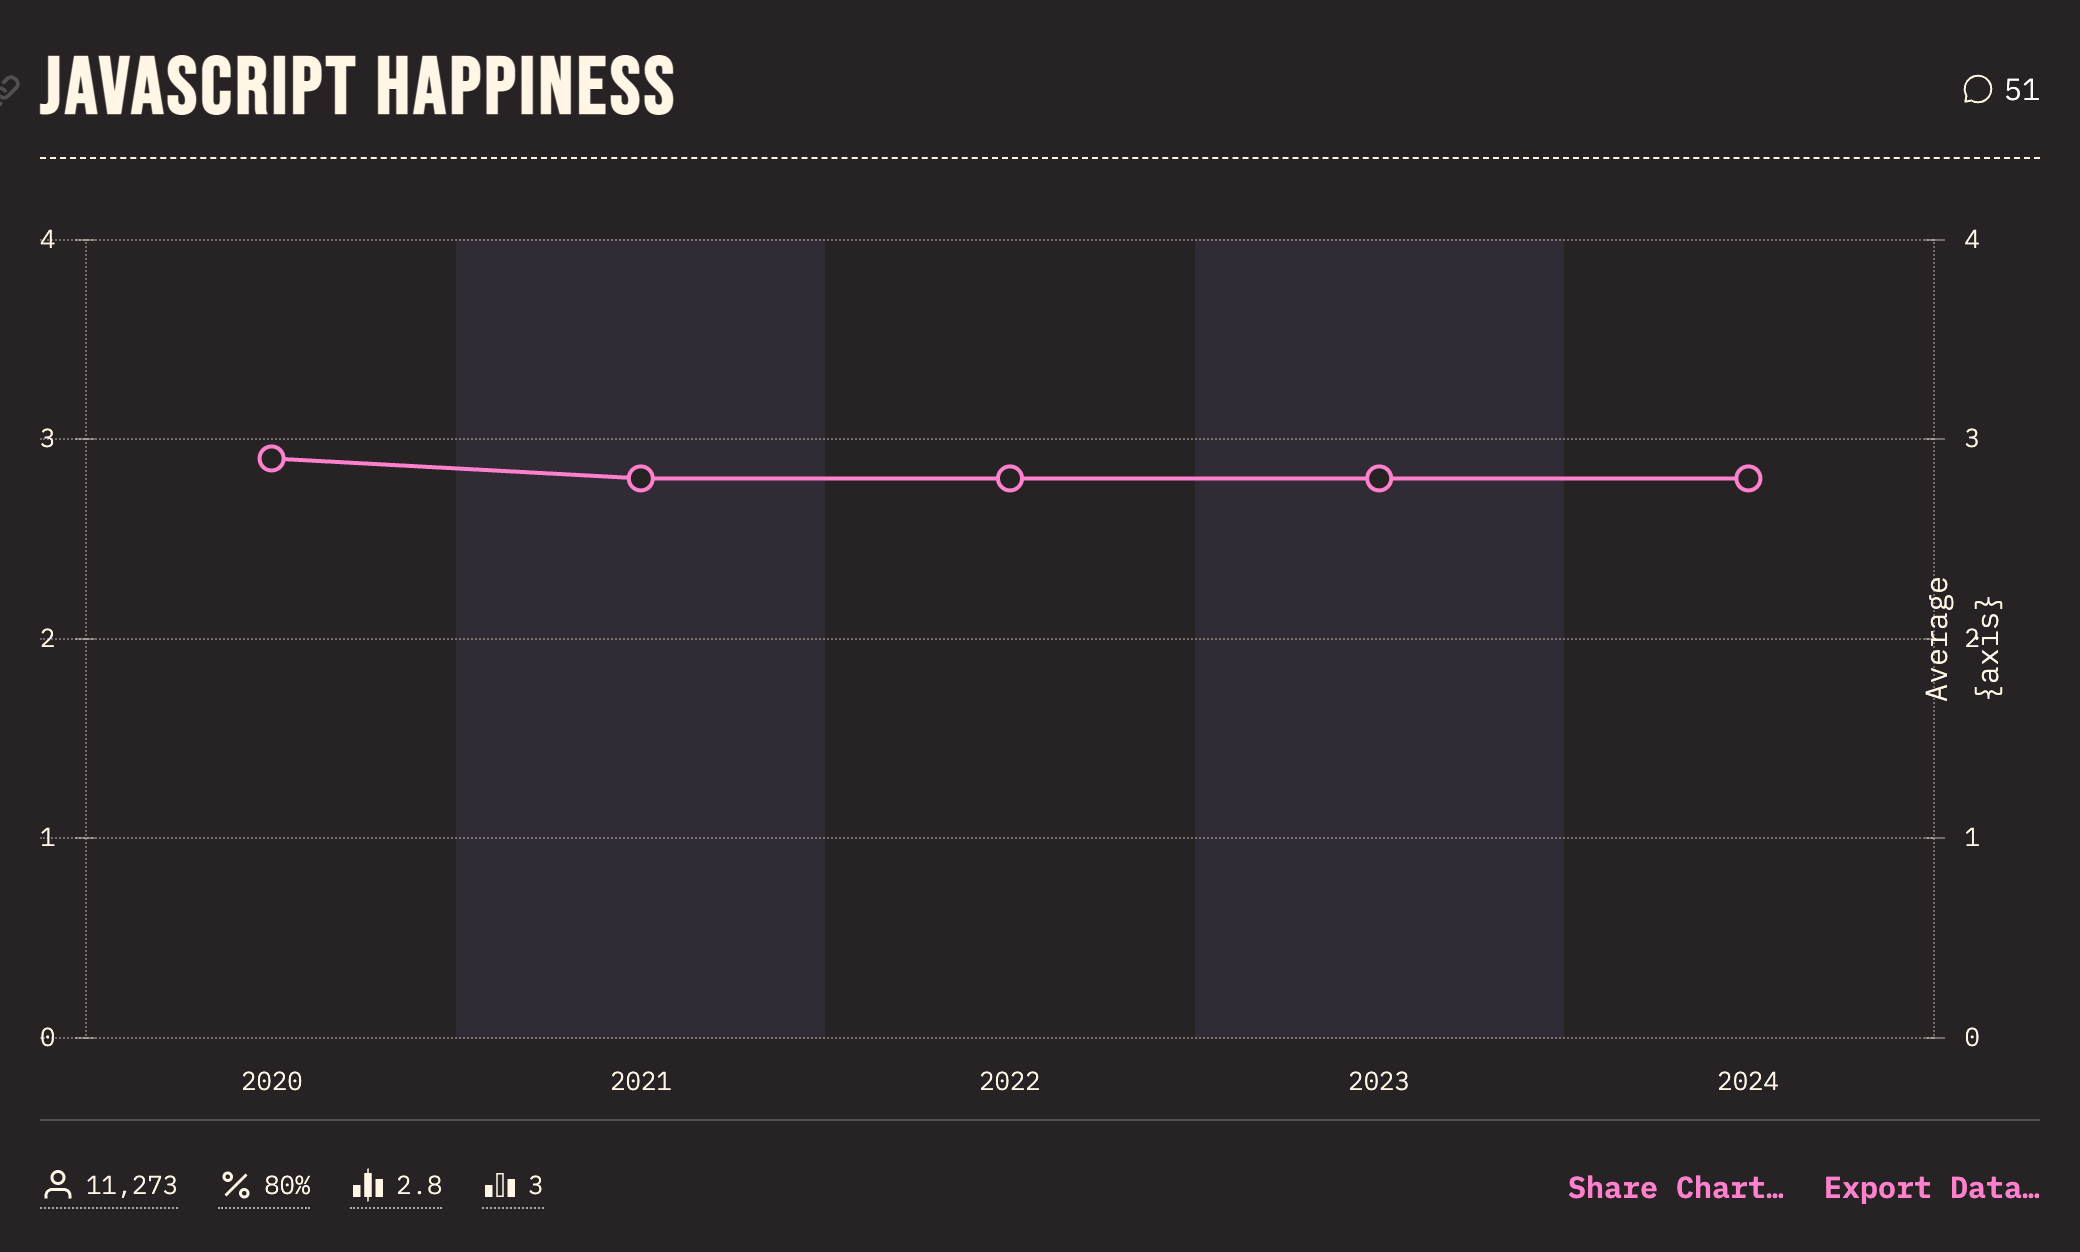 JAVASCRIPT HAPPINESS
51
4
4
3
3
2
2
1
1
0
0
Average
{axis}
2020 2021 2022 2023 2024
11,273 80% 2.8 3
Share Chart… Export Data…